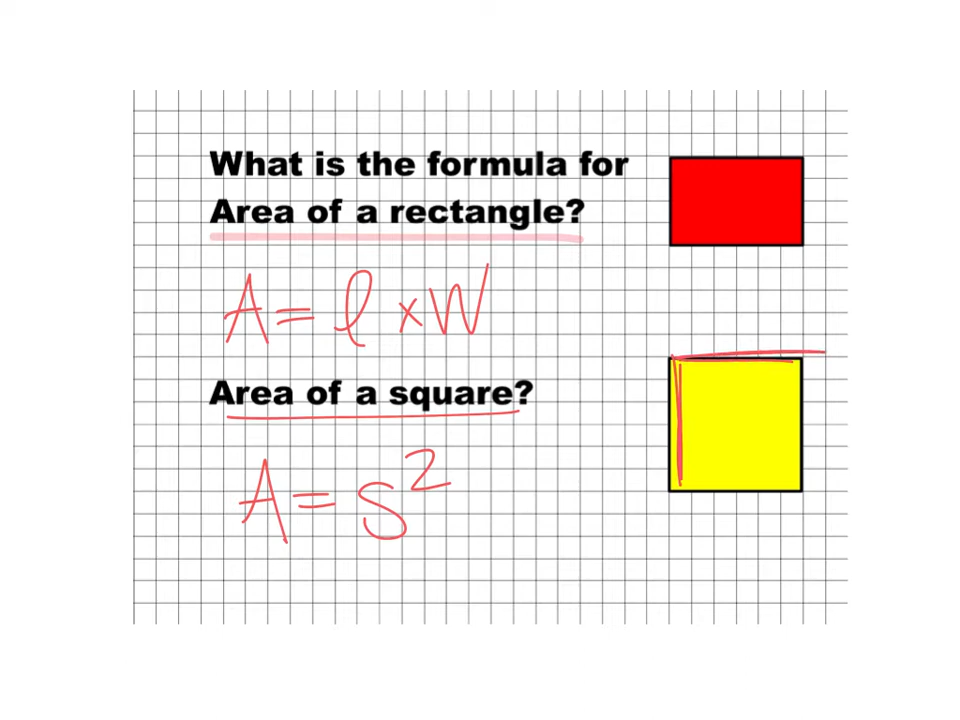 What is the formula for
Area of a rectangle?
A = l × W
Area of a square?
A = s²